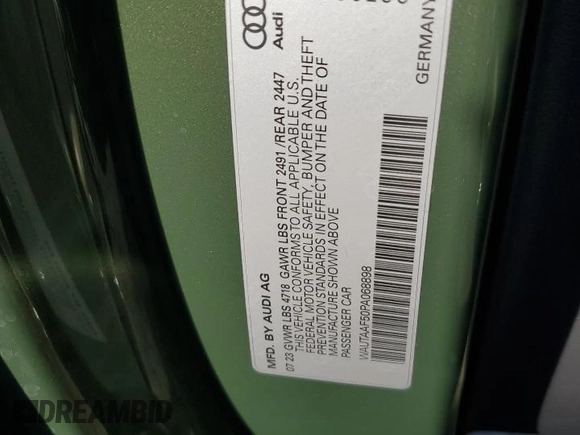 Audi
GERMANY
MFD. BY AUDI AG
07 23 GVWR LBS 4718 GAWR LBS FRONT 2491 /REAR 2447
THIS VEHICLE CONFORMS TO ALL APPLICABLE U.S.
FEDERAL MOTOR VEHICLE SAFETY, BUMPER AND THEFT
PREVENTION STANDARDS IN EFFECT ON THE DATE OF
MANUFACTURE SHOWN ABOVE
PASSENGER CAR
WAUTAAF50PA068898
DREAMBID